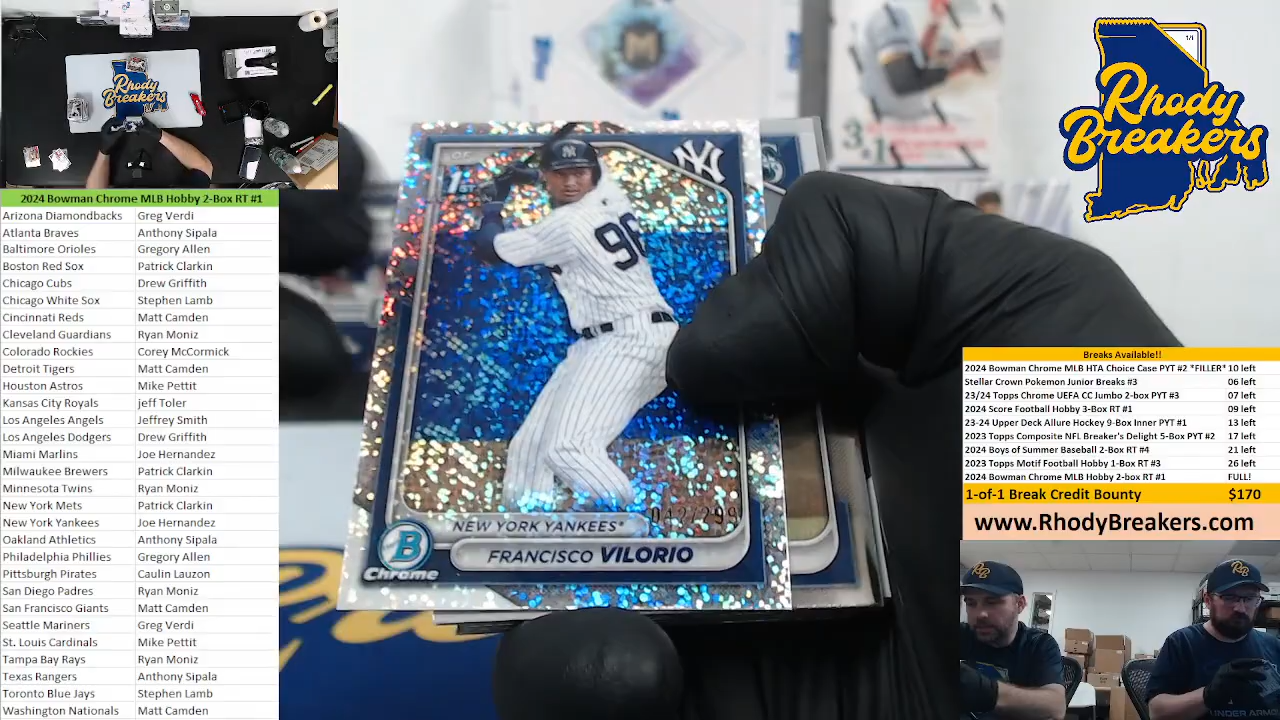 2024 Bowman Chrome MLB Hobby 2-Box RT #1
Arizona Diamondbacks Greg Verdi
Atlanta Braves Anthony Sipala
Baltimore Orioles Gregory Allen
Boston Red Sox Patrick Clarkin
Chicago Cubs Drew Griffith
Chicago White Sox Stephen Lamb
Cincinnati Reds Matt Camden
Cleveland Guardians Ryan Moniz
Colorado Rockies Corey McCormick
Detroit Tigers Matt Camden
Houston Astros Mike Pettit
Kansas City Royals jeff Toler
Los Angeles Angels Jeffrey Smith
Los Angeles Dodgers Drew Griffith
Miami Marlins Joe Hernandez
Milwaukee Brewers Patrick Clarkin
Minnesota Twins Ryan Moniz
New York Mets Patrick Clarkin
New York Yankees Joe Hernandez
Oakland Athletics Anthony Sipala
Philadelphia Phillies Gregory Allen
Pittsburgh Pirates Caulin Lauzon
San Diego Padres Ryan Moniz
San Francisco Giants Matt Camden
Seattle Mariners Greg Verdi
St. Louis Cardinals Mike Pettit
Tampa Bay Rays Ryan Moniz
Texas Rangers Anthony Sipala
Toronto Blue Jays Stephen Lamb
Washington Nationals Matt Camden
Rhody
Breakers
1st
NY
96
NEW YORK YANKEES
FRANCISCO VILORIO
B
Chrome
1/1
Rhody
Breakers
Breaks Available!!
2024 Bowman Chrome MLB HTA Choice Case PYT #2 *FILLER* 10 left
Stellar Crown Pokemon Junior Breaks #3 06 left
23/24 Topps Chrome UEFA CC Jumbo 2-box PYT #3 07 left
2024 Score Football Hobby 3-Box RT #1 09 left
23-24 Upper Deck Allure Hockey 9-Box Inner PYT #1 13 left
2023 Topps Composite NFL Breaker's Delight 5-Box PYT #2 17 left
2024 Boys of Summer Baseball 2-Box RT #4 21 left
2023 Topps Motif Football Hobby 1-Box RT #3 26 left
2024 Bowman Chrome MLB Hobby 2-box RT #1 FULL!
1-of-1 Break Credit Bounty $170
www.RhodyBreakers.com
RB
RB
UNDER ARMOUR